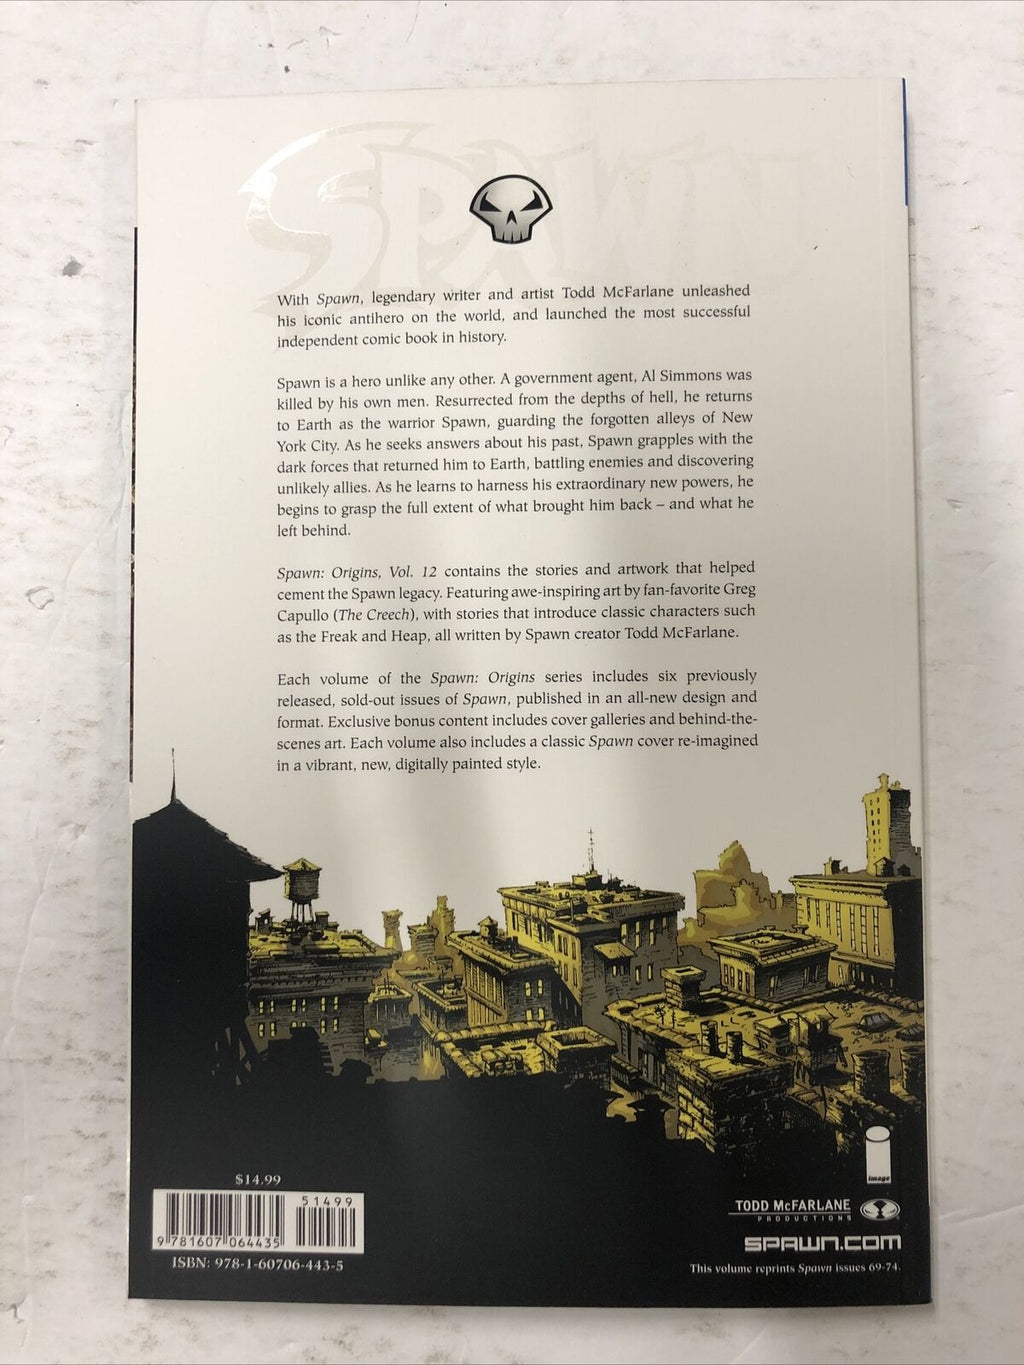 SPAWN
With Spawn, legendary writer and artist Todd McFarlane unleashed
his iconic antihero on the world, and launched the most successful
independent comic book in history.
Spawn is a hero unlike any other. A government agent, Al Simmons was
killed by his own men. Resurrected from the depths of hell, he returns
to Earth as the warrior Spawn, guarding the forgotten alleys of New
York City. As he seeks answers about his past, Spawn grapples with the
dark forces that returned him to Earth, battling enemies and discovering
unlikely allies. As he learns to harness his extraordinary new powers, he
begins to grasp the full extent of what brought him back – and what he
left behind.
Spawn: Origins, Vol. 12 contains the stories and artwork that helped
cement the Spawn legacy. Featuring awe-inspiring art by fan-favorite Greg
Capullo (The Creech), with stories that introduce classic characters such
as the Freak and Heap, all written by Spawn creator Todd McFarlane.
Each volume of the Spawn: Origins series includes six previously
released, sold-out issues of Spawn, published in an all-new design and
format. Exclusive bonus content includes cover galleries and behind-the-
scenes art. Each volume also includes a classic Spawn cover re-imagined
in a vibrant, new, digitally painted style.
$14.99
51499
9 781607 064435
ISBN: 978-1-60706-443-5
image
TODD McFARLANE
PRODUCTIONS
SPAWN.COM
This volume reprints Spawn issues 69-74.